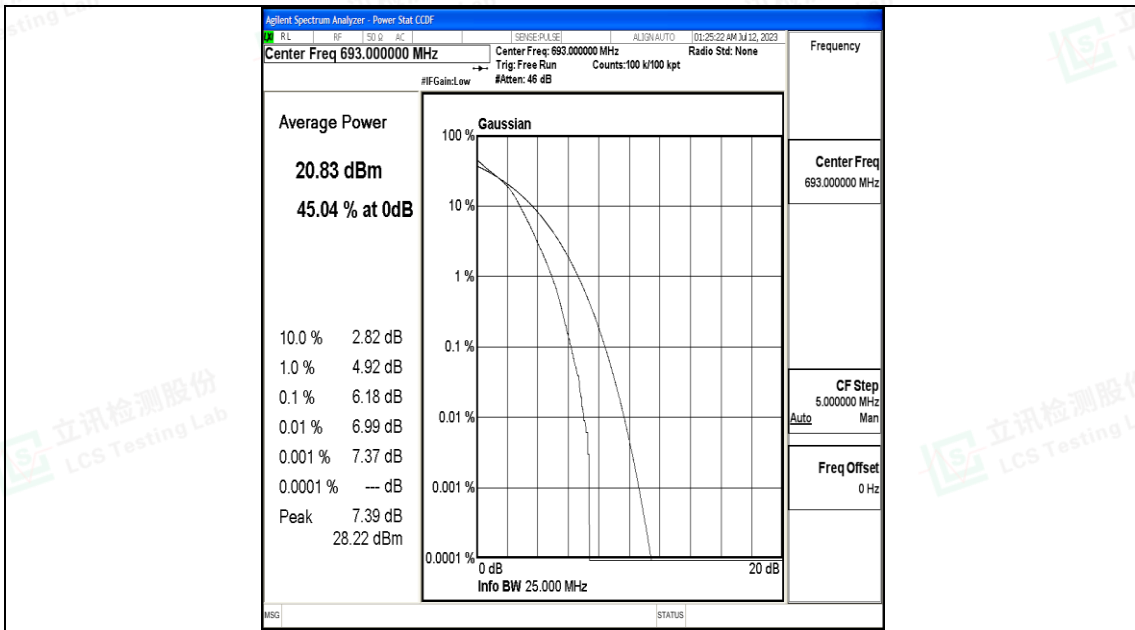 Agilent Spectrum Analyzer - Power Stat CCDF
RL RF 50 Ω AC SENSE:PULSE ALIGN AUTO 01:25:22 AM Jul 12, 2023
Center Freq 693.000000 MHz
Center Freq: 693.000000 MHz
Radio Std: None
Trig: Free Run Counts:100 k/100 kpt
#IFGain:Low #Atten: 46 dB
Frequency
Average Power
20.83 dBm
45.04 % at 0dB
10.0 % 2.82 dB
1.0 % 4.92 dB
0.1 % 6.18 dB
0.01 % 6.99 dB
0.001 % 7.37 dB
0.0001 % --- dB
Peak 7.39 dB
28.22 dBm
Gaussian
100 %
10 %
1 %
0.1 %
0.01 %
0.001 %
0.0001 %
0 dB 20 dB
Info BW 25.000 MHz
Center Freq
693.000000 MHz
CF Step
5.000000 MHz
Auto Man
Freq Offset
0 Hz
MSG STATUS
立讯检测股份
LCS Testing Lab
立讯检测股份